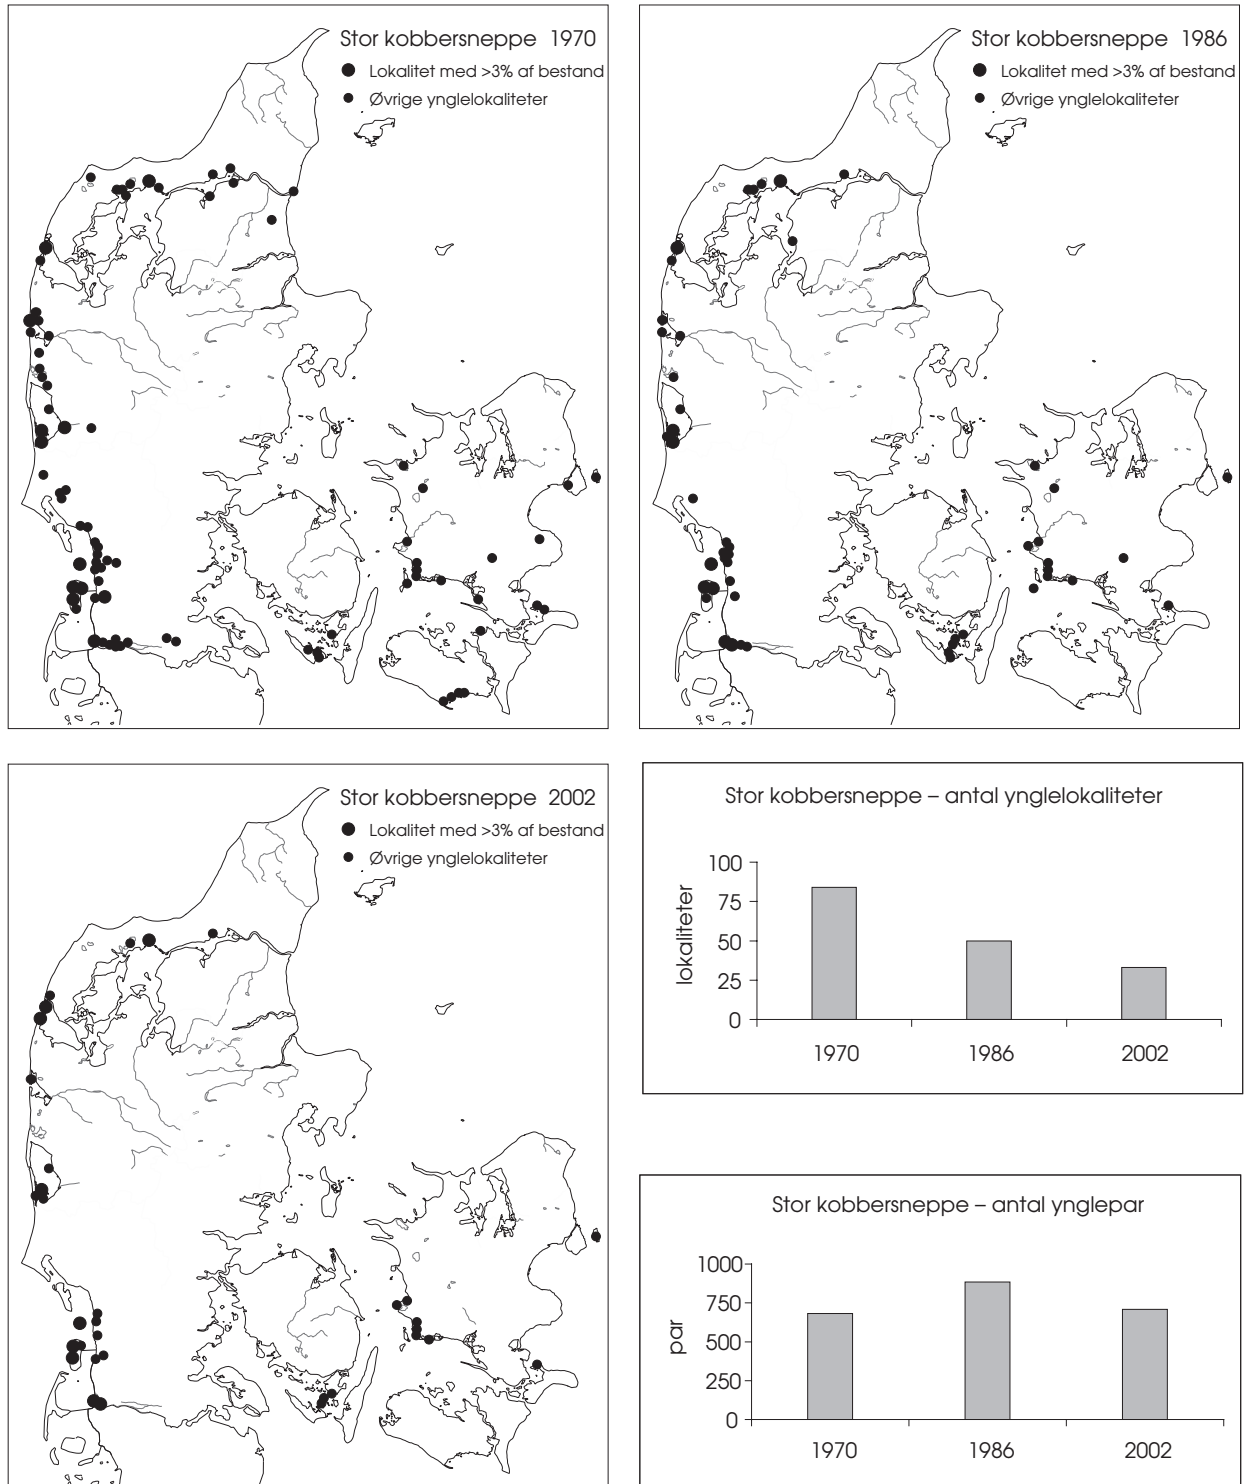 Stor kobbersneppe 1970
Lokalitet med >3% af bestand
Øvrige ynglelokaliteter
Stor kobbersneppe 1986
Lokalitet med >3% af bestand
Øvrige ynglelokaliteter
Stor kobbersneppe 2002
Lokalitet med >3% af bestand
Øvrige ynglelokaliteter
Stor kobbersneppe – antal ynglelokaliteter
lokaliteter
100
75
50
25
0
1970 1986 2002
Stor kobbersneppe – antal ynglepar
par
1000
750
500
250
0
1970 1986 2002